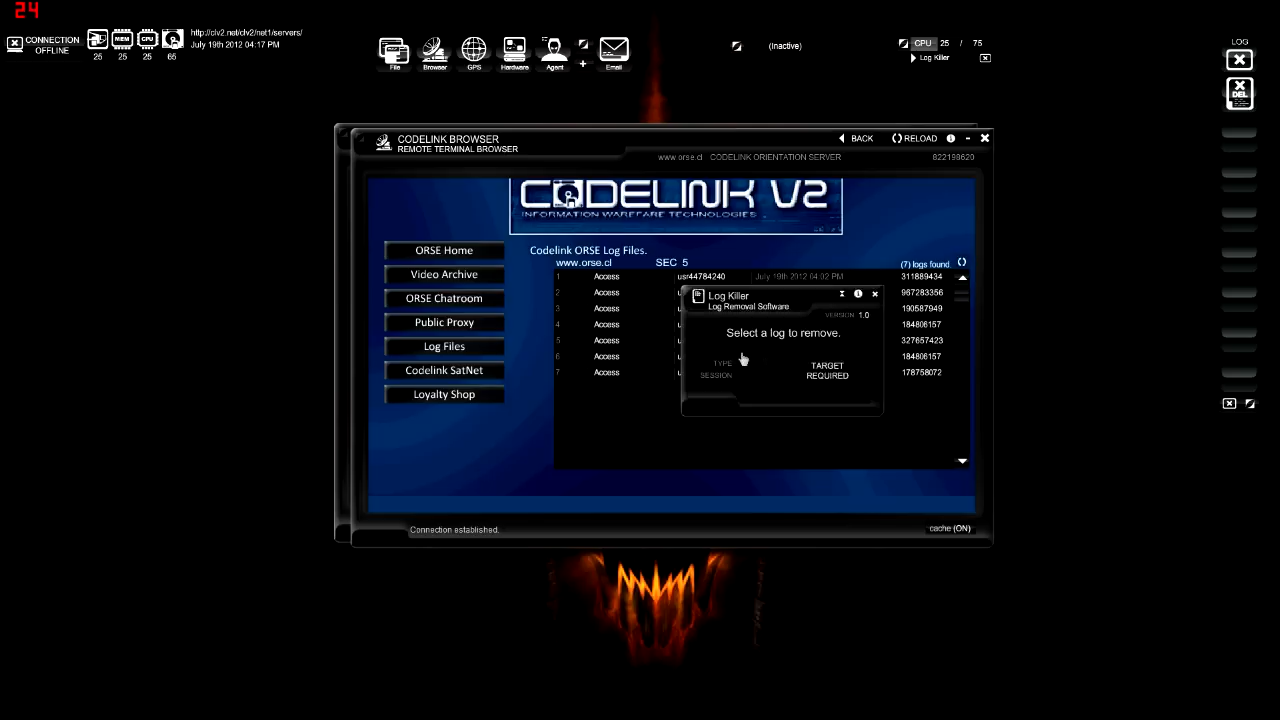 24
CONNECTION
OFFLINE
MEM
CPU
25
25
25
65
http://clv2.net/clv2/net1/servers/
July 19th 2012 04:17 PM
File
Browser
GPS
Hardware
Agent
Email
(Inactive)
CPU 25 / 75
Log Killer
LOG
DEL
CODELINK BROWSER
REMOTE TERMINAL BROWSER
BACK
RELOAD
www.orse.cl CODELINK ORIENTATION SERVER
822198620
CODELINK V2
INFORMATION WAREFARE TECHNOLOGIES
ORSE Home
Video Archive
ORSE Chatroom
Public Proxy
Log Files
Codelink SatNet
Loyalty Shop
Codelink ORSE Log Files.
www.orse.cl SEC 5
(7) logs found
1 Access usr44784240 July 19th 2012 04:02 PM 311889434
2 Access u 967283356
3 Access u 190587949
4 Access u 184806157
5 Access u 327657423
6 Access u 184806157
7 Access u 178758072
Log Killer
Log Removal Software
VERSION 1.0
Select a log to remove.
TYPE
SESSION
TARGET
REQUIRED
Connection established.
cache (ON)